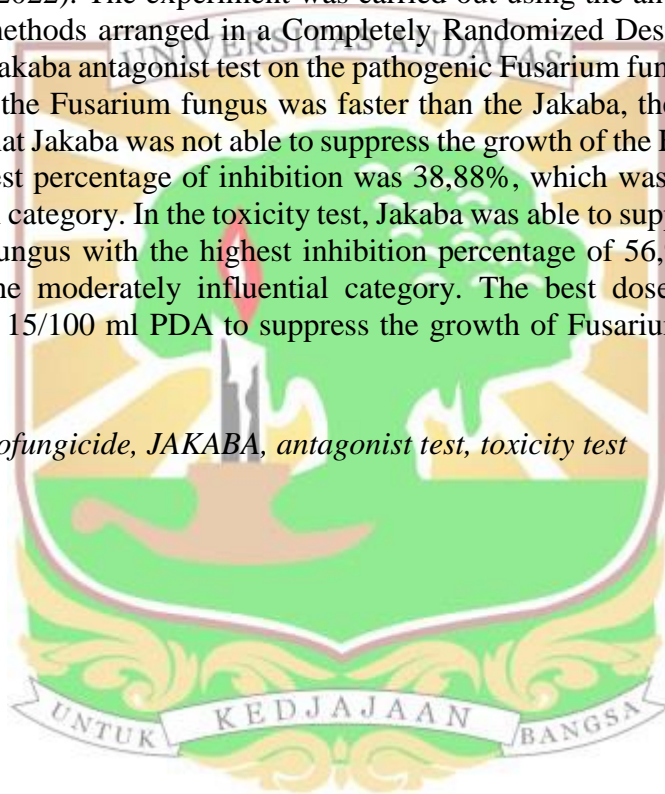 2022). The experiment was carried out using the an
nethods arranged in a Completely Randomized Des
UNIVERSITAS ANDALAS
akaba antagonist test on the pathogenic Fusarium fun
the Fusarium fungus was faster than the Jakaba, the
nat Jakaba was not able to suppress the growth of the
est percentage of inhibition was 38,88%, which was
category. In the toxicity test, Jakaba was able to supp
ungus with the highest inhibition percentage of 56,
ne moderately influential category. The best dose
15/100 ml PDA to suppress the growth of Fusariu
ofungicide, JAKABA, antagonist test, toxicity test
UNTUK KEDJAJAAN BANGSA